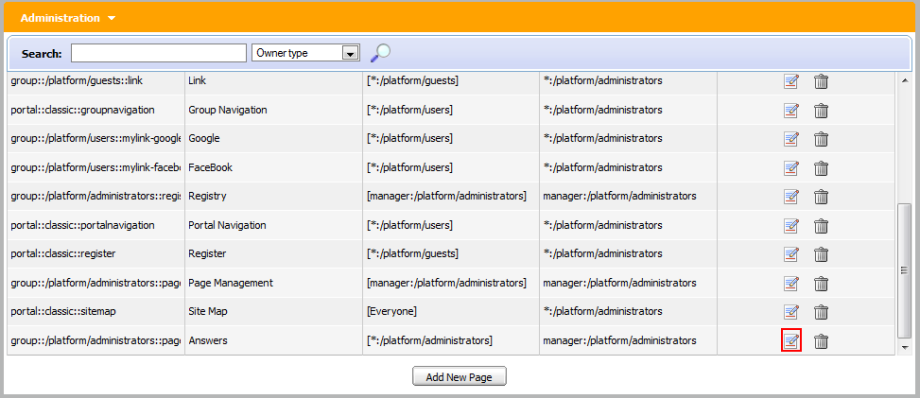 Administration
Search: Owner type
group::/platform/guests::link Link [*:/platform/guests] *:/platform/administrators
portal::classic::groupnavigation Group Navigation [*:/platform/users] *:/platform/administrators
group::/platform/users::mylink-google Google [*:/platform/users] *:/platform/administrators
group::/platform/users::mylink-faceb FaceBook [*:/platform/users] *:/platform/administrators
group::/platform/administrators::regis Registry [manager:/platform/administrators] manager:/platform/administrators
portal::classic::portalnavigation Portal Navigation [*:/platform/users] *:/platform/administrators
portal::classic::register Register [*:/platform/guests] *:/platform/administrators
group::/platform/administrators::page Page Management [manager:/platform/administrators] manager:/platform/administrators
portal::classic::sitemap Site Map [Everyone] *:/platform/administrators
group::/platform/administrators::page Answers [*:/platform/administrators] manager:/platform/administrators
Add New Page